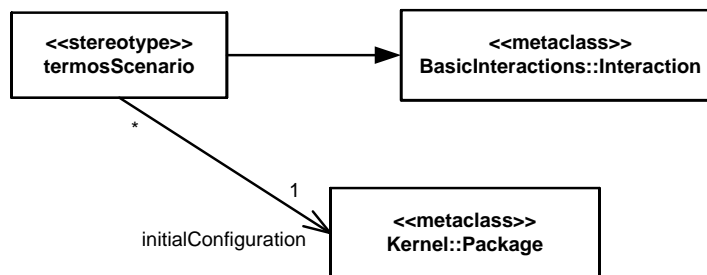 <<stereotype>>
termosScenario
<<metaclass>>
BasicInteractions::Interaction
*
1
initialConfiguration
<<metaclass>>
Kernel::Package